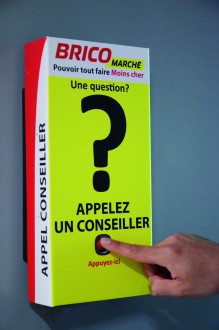 BRICO
MARCHÉ
Pouvoir tout faire Moins cher
Une question?
?
APPELEZ
UN CONSEILLER
Appuyez-ici
APPEL CONSEILLER